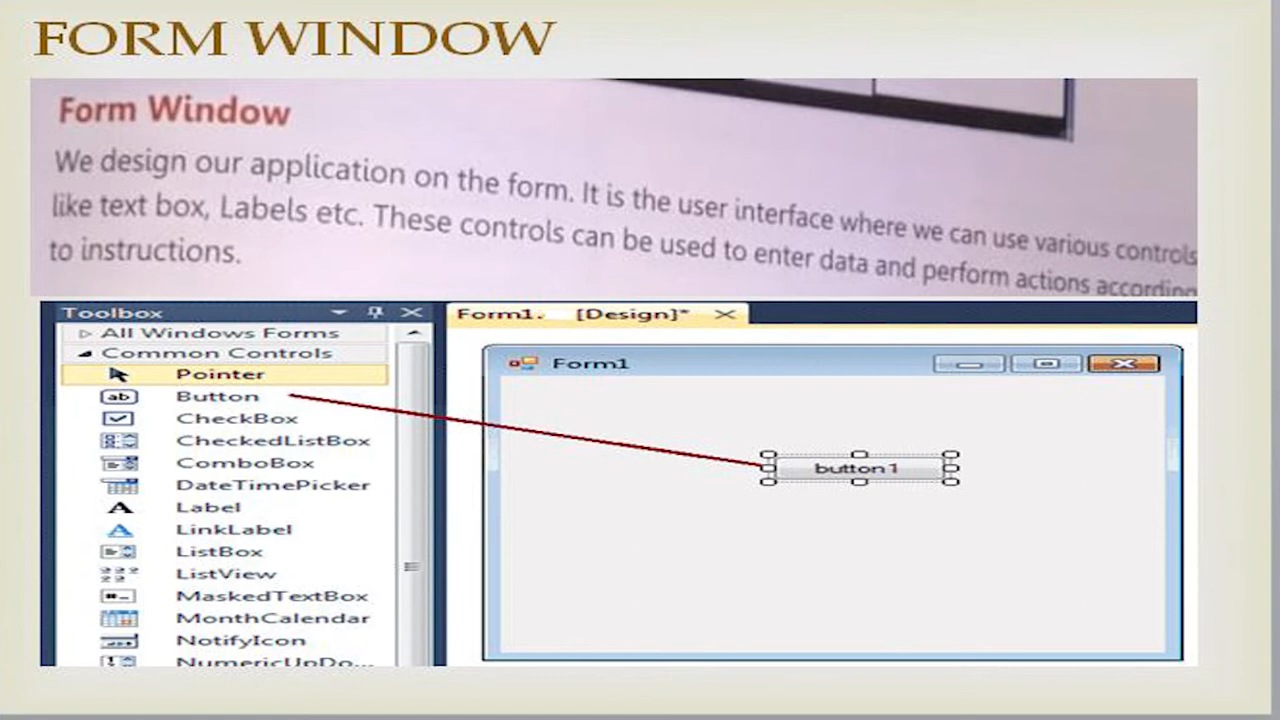 FORM WINDOW
Form Window
We design our application on the form. It is the user interface where we can use various controls
like text box, Labels etc. These controls can be used to enter data and perform actions according
to instructions.
Toolbox
All Windows Forms
Common Controls
Pointer
Button
CheckBox
CheckedListBox
ComboBox
DateTimePicker
Label
LinkLabel
ListBox
ListView
MaskedTextBox
MonthCalendar
NotifyIcon
NumericUpDo...
Form1. [Design]*
Form1
button1